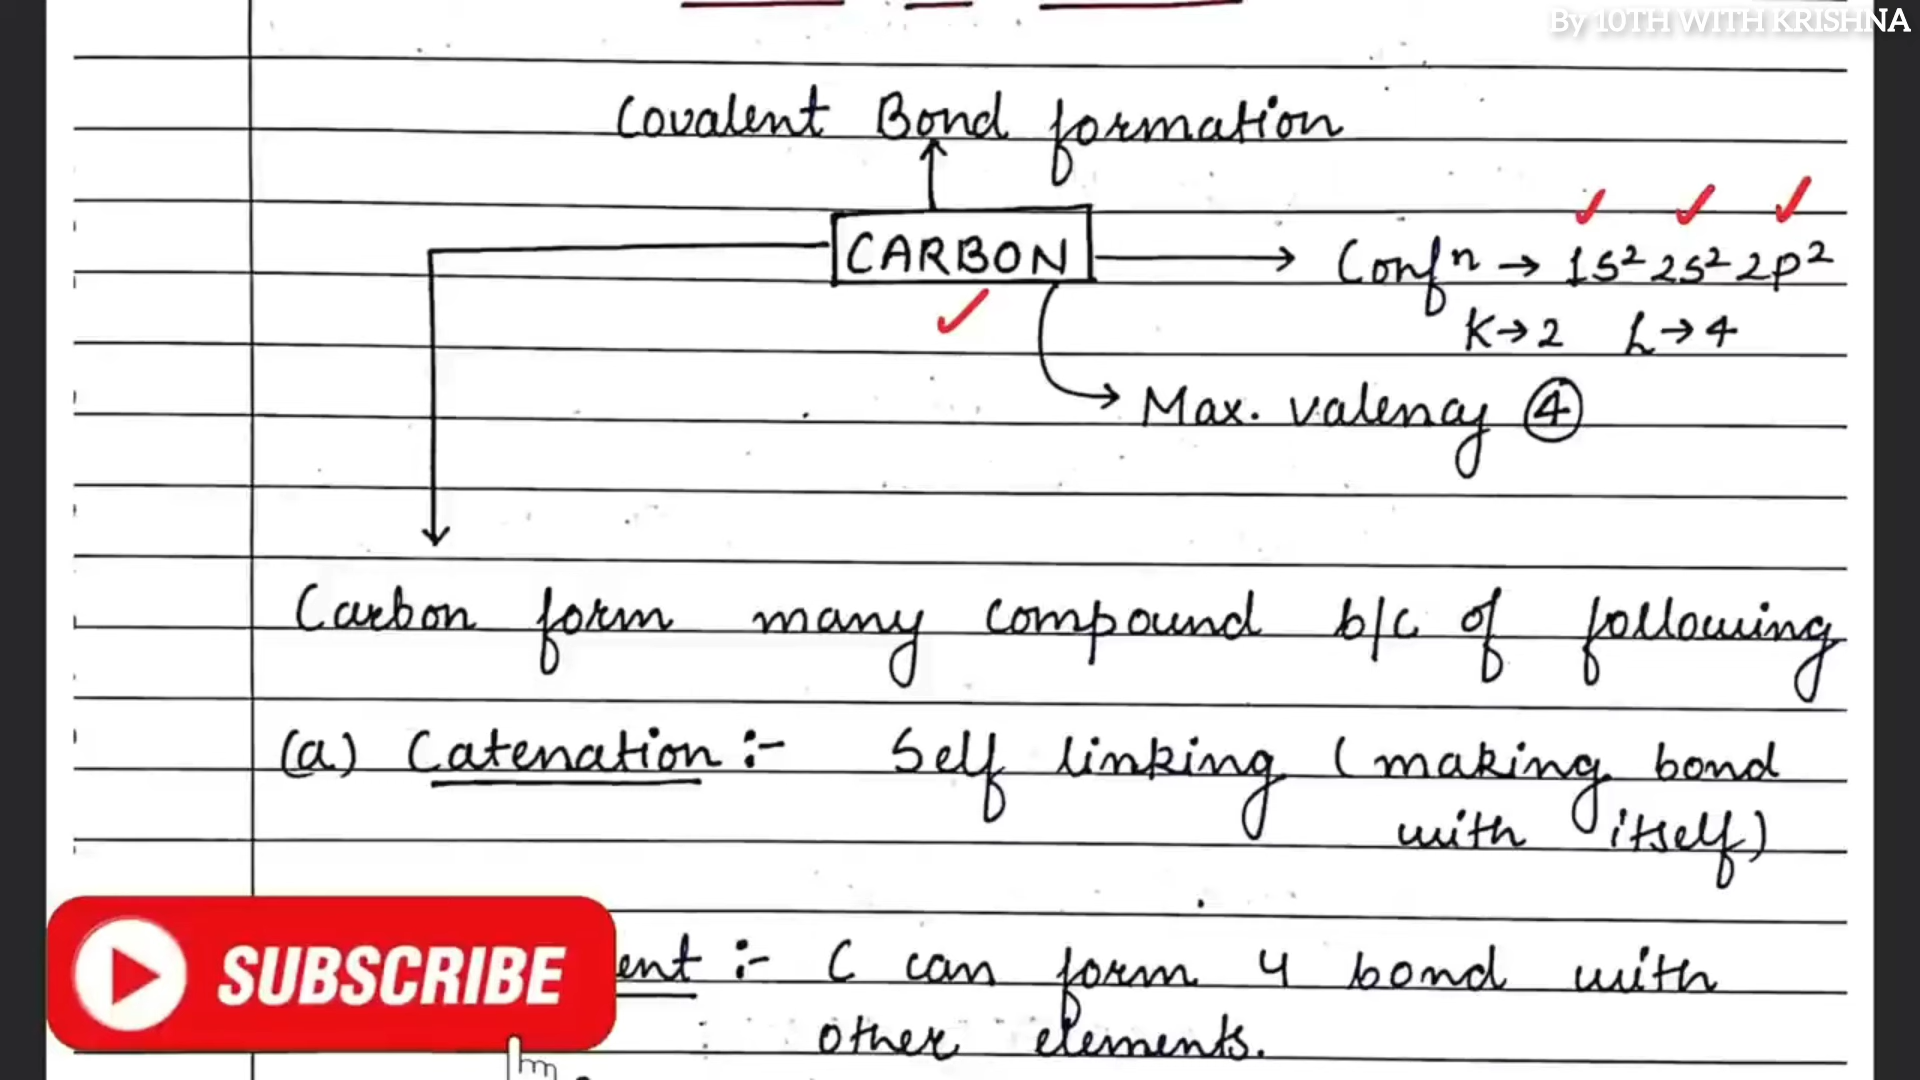 By 10TH WITH KRISHNA
Covalent Bond formation
CARBON
Confⁿ → 1S² 2S² 2P²
K→2 L→4
Max. valency ④
Carbon form many compound b/c of following
(a) Catenation :- Self linking (making bond
with itself)
SUBSCRIBE
ent :- C can form 4 bond with
other elements.